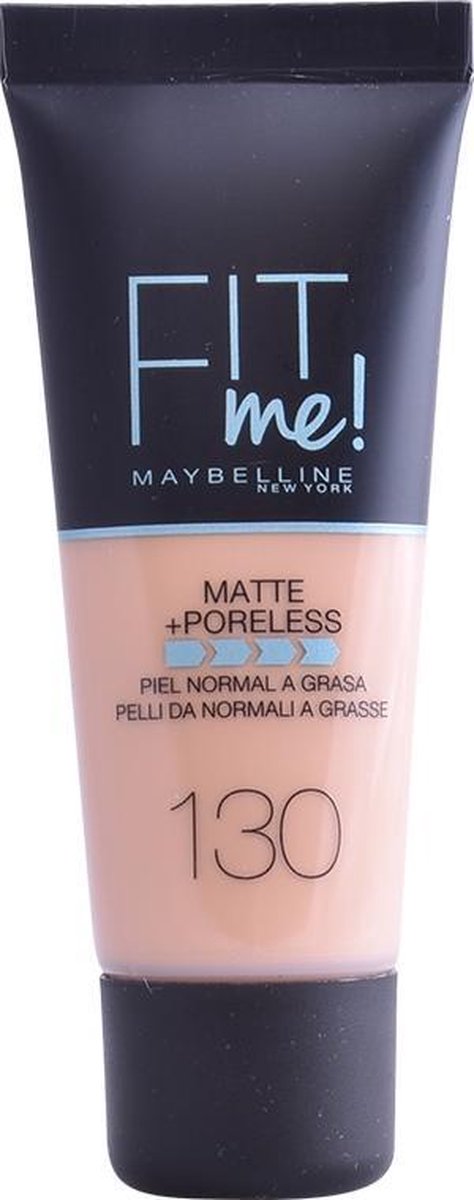 FIT
me!
MAYBELLINE
NEW YORK
MATTE
+PORELESS
PIEL NORMAL A GRASA
PELLI DA NORMALI A GRASSE
130